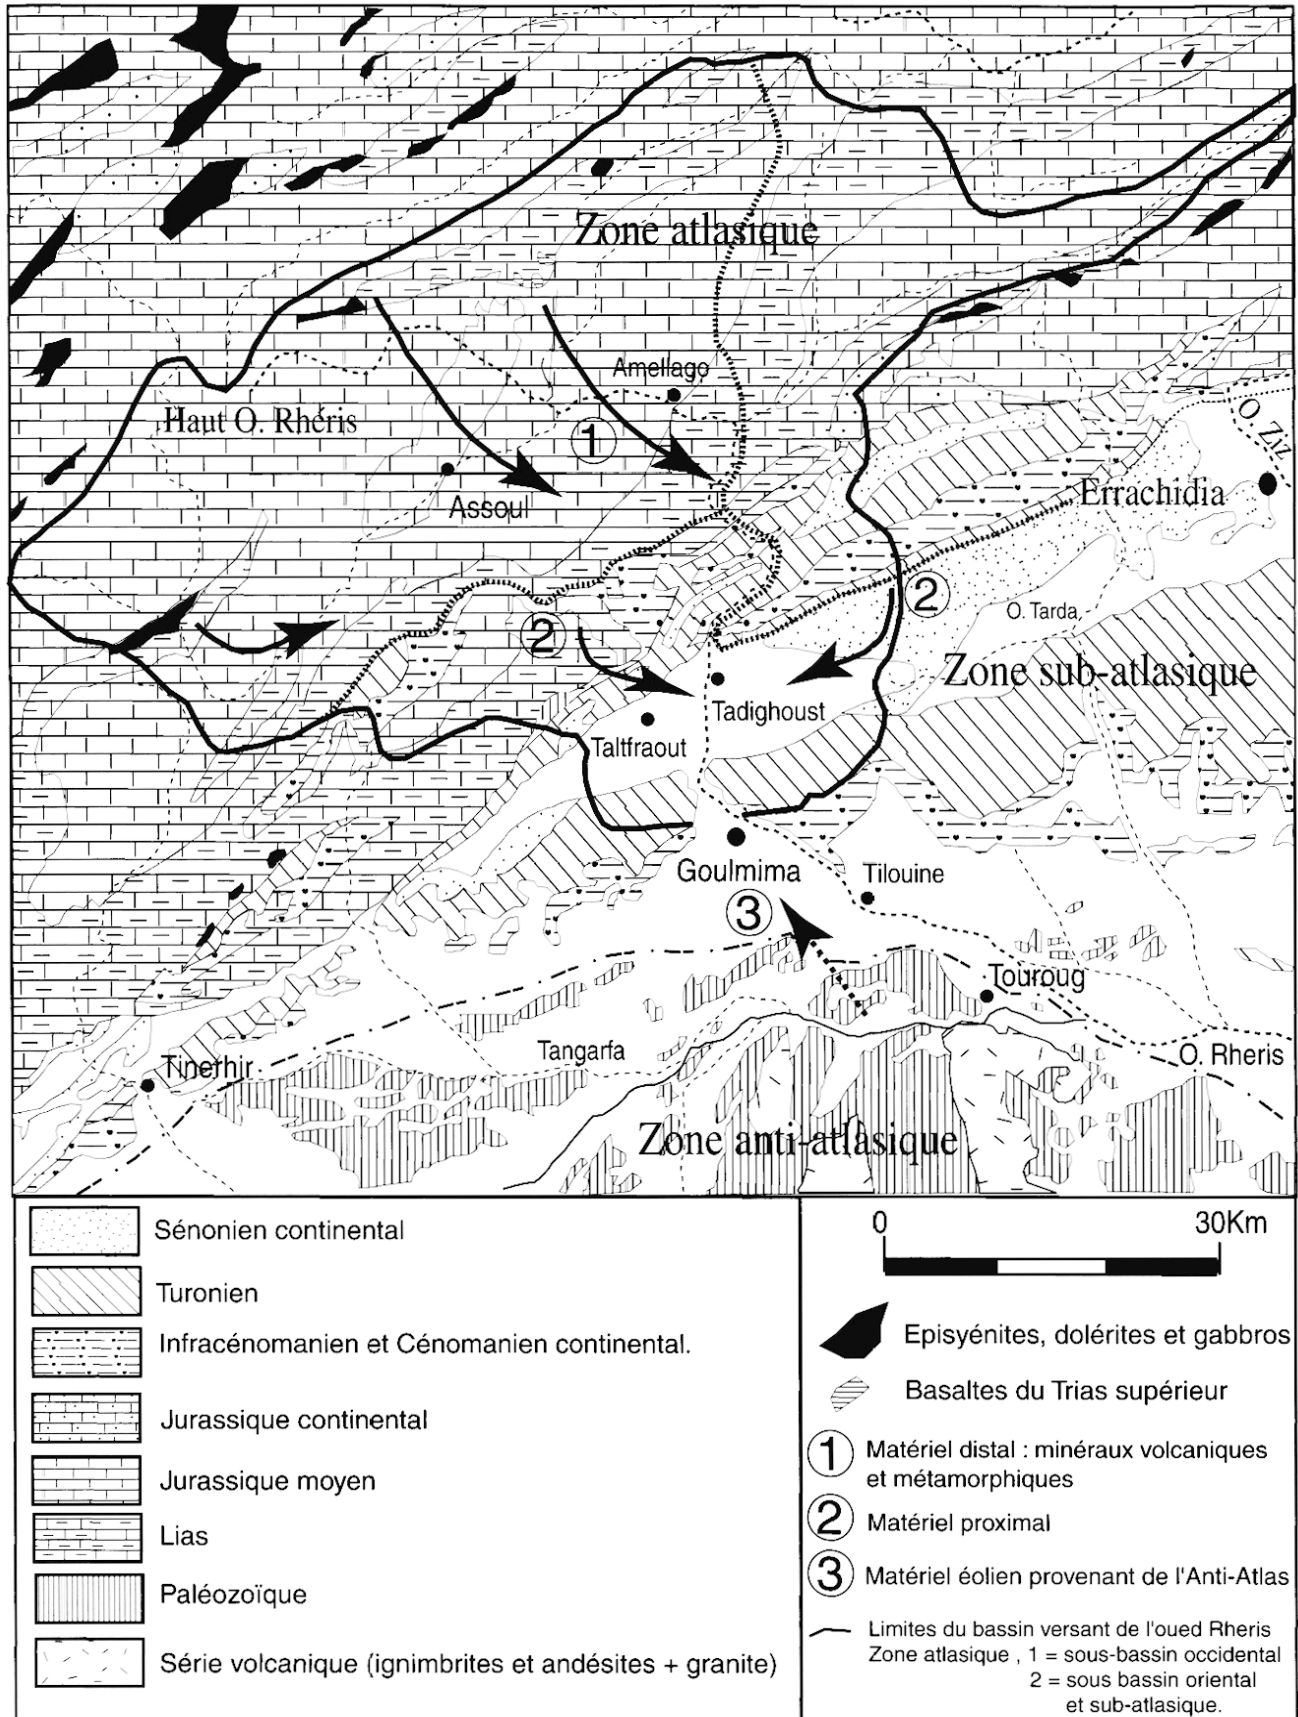 Zone atlasique
Amellago
Haut O. Rhéris
1
O. Ziz
Errachidia
Assoul
2
2
O. Tarda
Zone sub-atlasique
Tadighoust
Taltfraout
Goulmima
Tilouine
3
Touroug
Tangarfa
O. Rheris
Tinerhir
Zone anti-atlasique
Sénonien continental
Turonien
Infracénomanien et Cénomanien continental.
Jurassique continental
Jurassique moyen
Lias
Paléozoïque
Série volcanique (ignimbrites et andésites + granite)
0 30Km
Episyénites, dolérites et gabbros
Basaltes du Trias supérieur
1 Matériel distal : minéraux volcaniques
et métamorphiques
2 Matériel proximal
3 Matériel éolien provenant de l'Anti-Atlas
Limites du bassin versant de l'oued Rheris
Zone atlasique , 1 = sous-bassin occidental
2 = sous bassin oriental
et sub-atlasique.